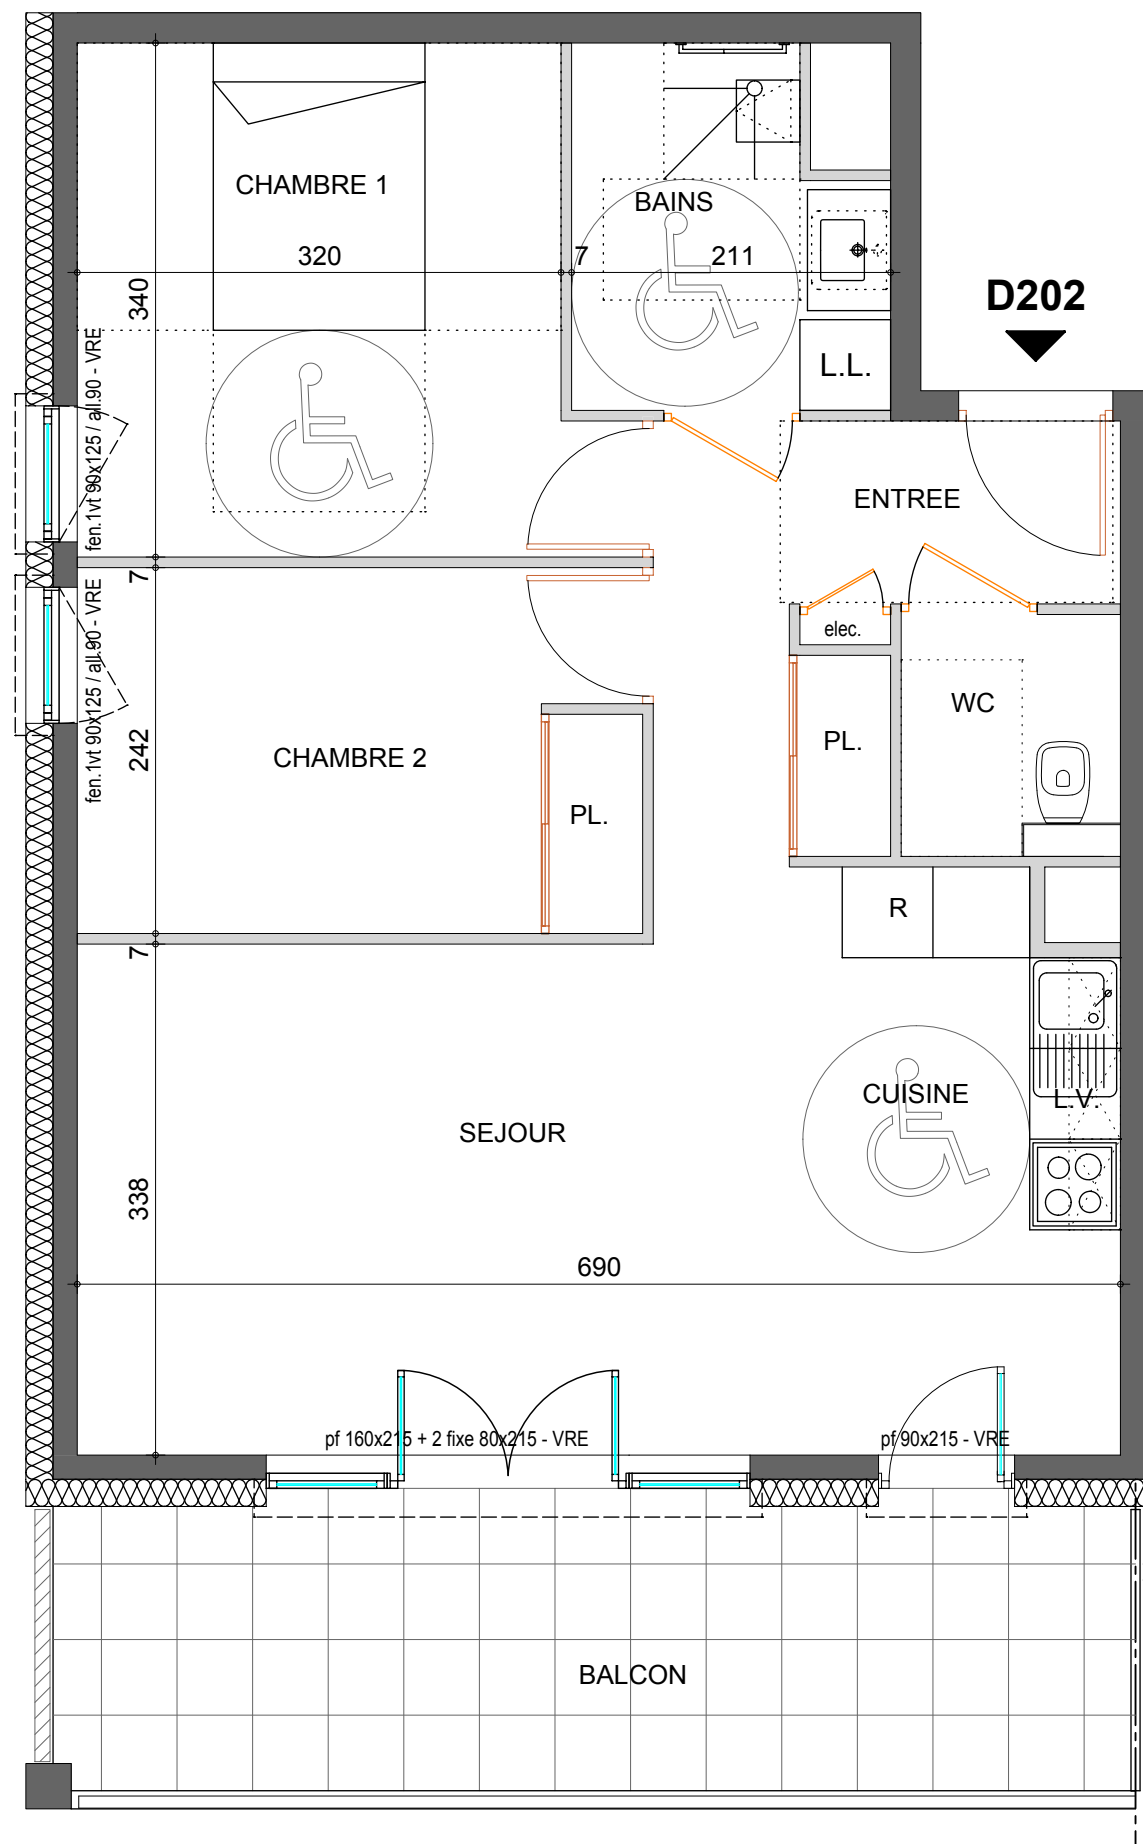 CHAMBRE 1
BAINS
320
7
211
340
D202
L.L.
fen.1vt 90x125 / all.90 - VRE
ENTREE
7
elec.
fen.1vt 90x125 / all.90 - VRE
WC
242
CHAMBRE 2
PL.
PL.
R
7
CUISINE
L.V.
SEJOUR
338
690
pf 160x215 + 2 fixe 80x215 - VRE
pf 90x215 - VRE
BALCON